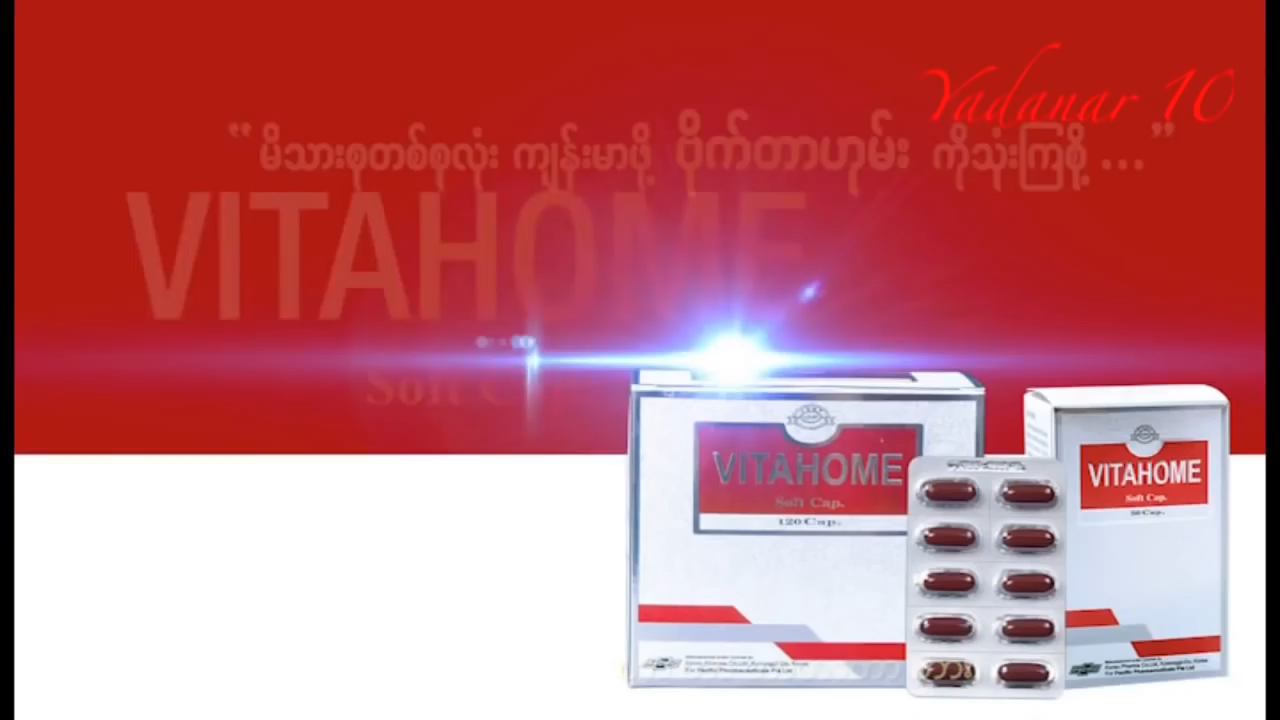 Yadanar 10
“ မိသားစုတစ်စုလုံး ကျန်းမာဖို့ ဗိုက်တာဟုမ်း ကိုသုံးကြစို့ ... ”
VITAHOME
Soft C
VITAHOME
Soft Cap.
120 Cap.
VITAHOME
Soft Cap.